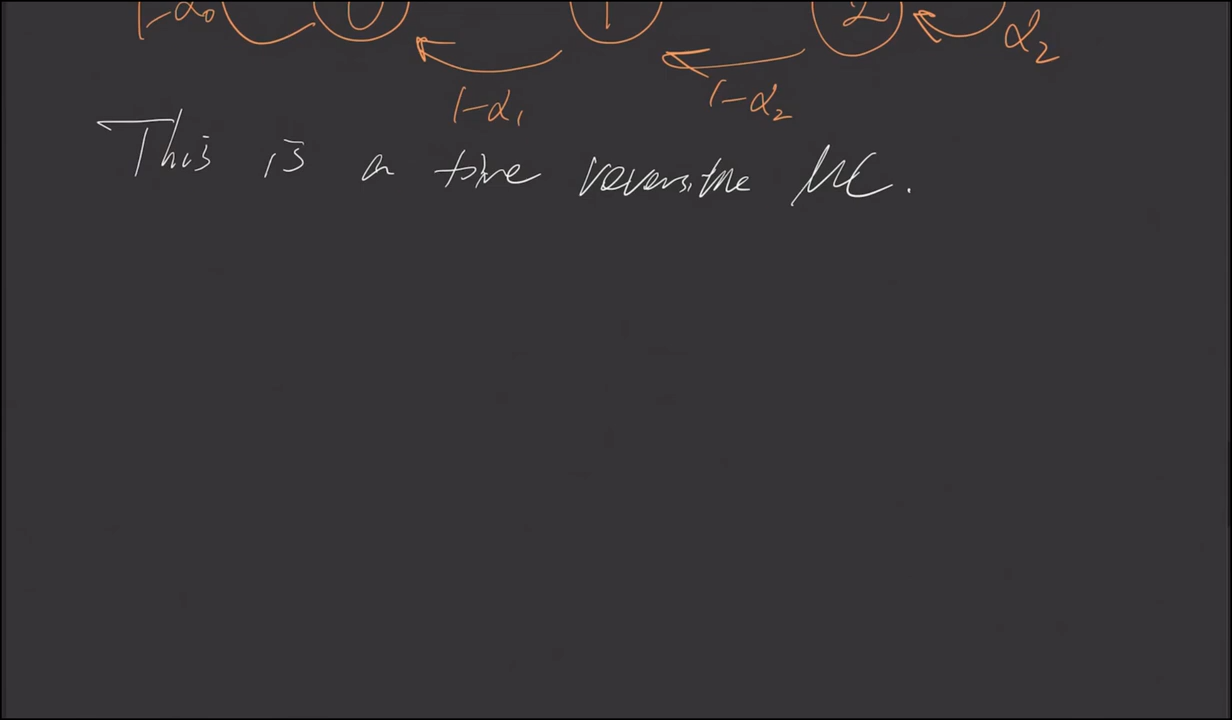 1-α₀ 0 1 2 α₂
1-α₁ 1-α₂
This is a time reversible MC.